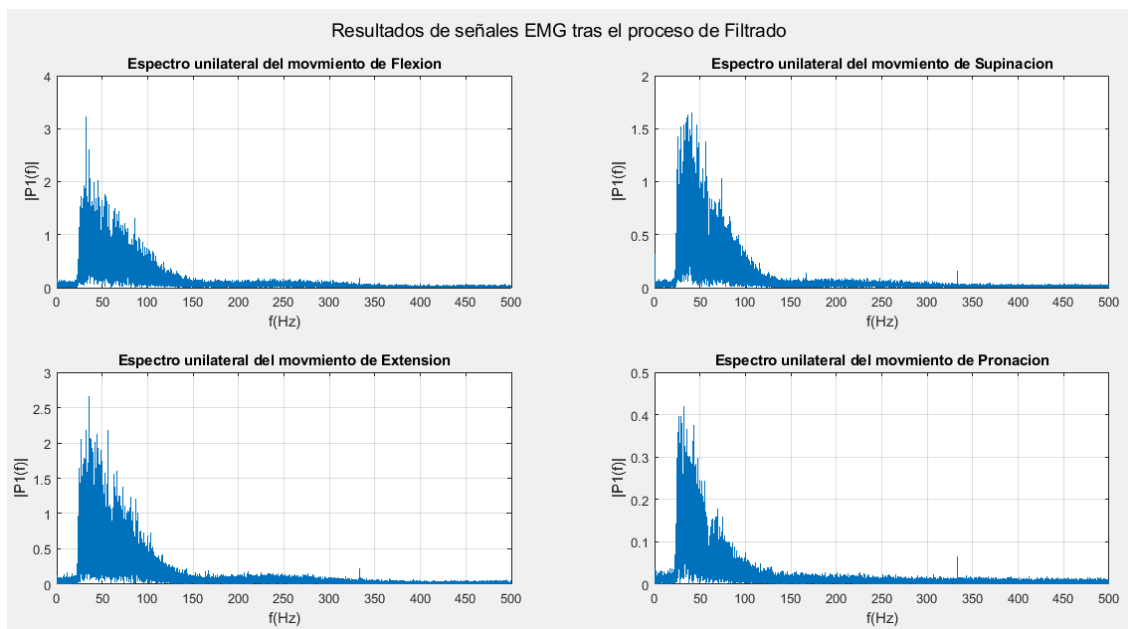 Resultados de señales EMG tras el proceso de Filtrado
Espectro unilateral del movmiento de Flexion
4
3
2
1
0
|P1(f)|
0 50 100 150 200 250 300 350 400 450 500
f(Hz)
Espectro unilateral del movmiento de Supinacion
2
1.5
1
0.5
0
|P1(f)|
0 50 100 150 200 250 300 350 400 450 500
f(Hz)
Espectro unilateral del movmiento de Extension
3
2.5
2
1.5
1
0.5
0
|P1(f)|
0 50 100 150 200 250 300 350 400 450 500
f(Hz)
Espectro unilateral del movmiento de Pronacion
0.5
0.4
0.3
0.2
0.1
0
|P1(f)|
0 50 100 150 200 250 300 350 400 450 500
f(Hz)